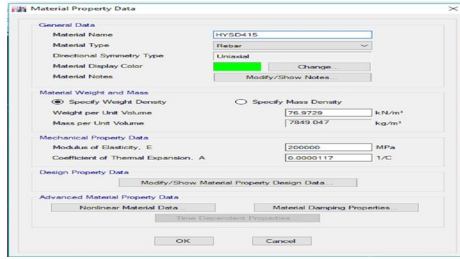 Material Property Data
General Data
Material Name HYSD415
Material Type Rebar
Directional Symmetry Type Uniaxial
Material Display Color Change...
Material Notes Modify/Show Notes...
Material Weight and Mass
Specify Weight Density Specify Mass Density
Weight per Unit Volume 76.9729 kN/m³
Mass per Unit Volume 7849.047 kg/m³
Mechanical Property Data
Modulus of Elasticity, E 200000 MPa
Coefficient of Thermal Expansion, A 0.0000117 1/C
Design Property Data
Modify/Show Material Property Design Data...
Advanced Material Property Data
Nonlinear Material Data... Material Damping Properties...
Time Dependent Properties...
OK Cancel